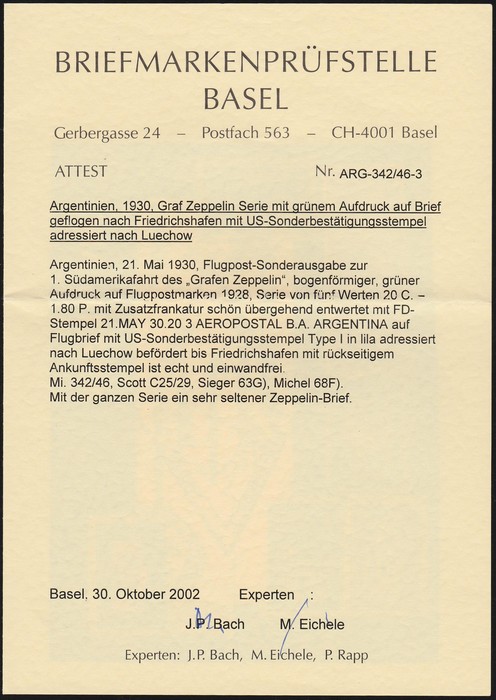 BRIEFMARKENPRÜFSTELLE
BASEL
Gerbergasse 24 – Postfach 563 – CH-4001 Basel
ATTEST Nr. ARG-342/46-3
Argentinien, 1930, Graf Zeppelin Serie mit grünem Aufdruck auf Brief
geflogen nach Friedrichshafen mit US-Sonderbestätigungsstempel
adressiert nach Luechow
Argentinien, 21. Mai 1930, Flugpost-Sonderausgabe zur
1. Südamerikafahrt des „Grafen Zeppelin", bogenförmiger, grüner
Aufdruck auf Flugpostmarken 1928, Serie von fünf Werten 20 C. –
1.80 P. mit Zusatzfrankatur schön übergehend entwertet mit FD-
Stempel 21.MAY 30.20 3 AEROPOSTAL B.A. ARGENTINA auf
Flugbrief mit US-Sonderbestätigungsstempel Type I in lila adressiert
nach Luechow befördert bis Friedrichshafen mit rückseitigem
Ankunftsstempel ist echt und einwandfrei.
Mi. 342/46, Scott C25/29, Sieger 63G), Michel 68F).
Mit der ganzen Serie ein sehr seltener Zeppelin-Brief.
Basel, 30. Oktober 2002 Experten :
J.P. Bach M. Eichele
Experten: J.P. Bach, M. Eichele, P. Rapp